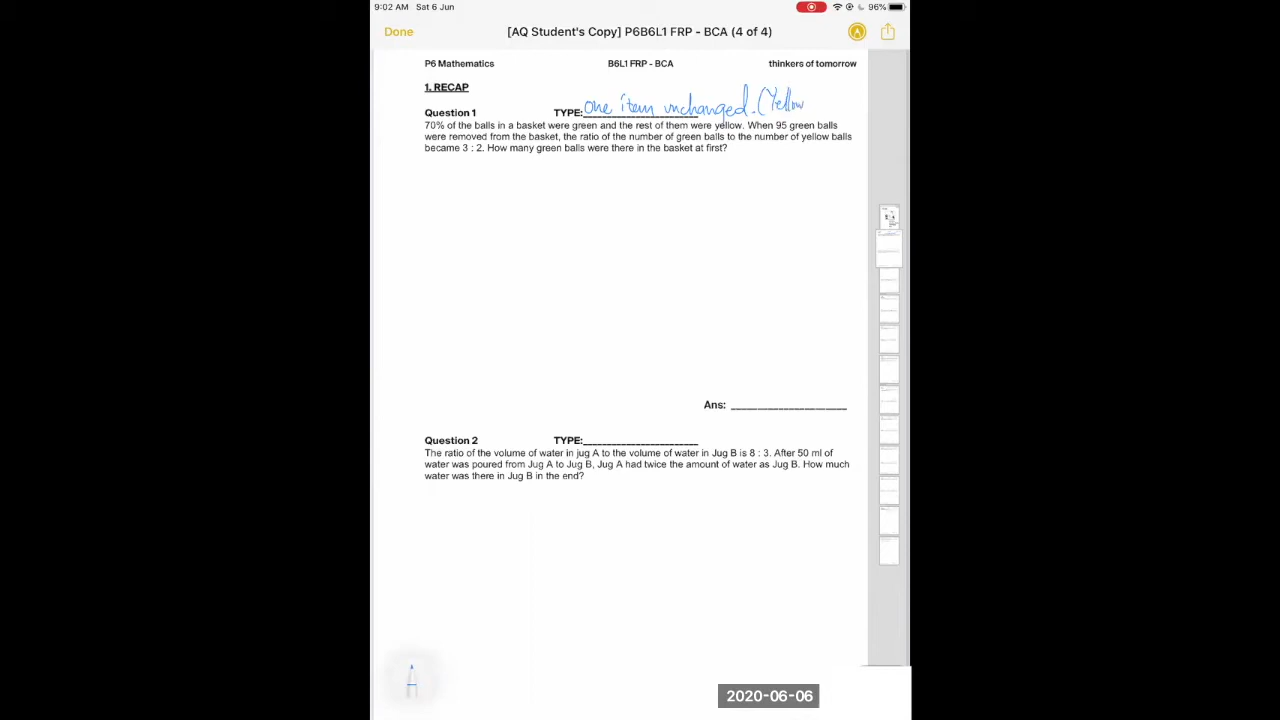 9:02 AM Sat 6 Jun 96%
Done [AQ Student's Copy] P6B6L1 FRP - BCA (4 of 4)
P6 Mathematics B6L1 FRP - BCA thinkers of tomorrow
1. RECAP
Question 1 TYPE: one item unchanged. (Yellow
70% of the balls in a basket were green and the rest of them were yellow. When 95 green balls
were removed from the basket, the ratio of the number of green balls to the number of yellow balls
became 3 : 2. How many green balls were there in the basket at first?
Ans: ____________________
Question 2 TYPE:____________________
The ratio of the volume of water in jug A to the volume of water in Jug B is 8 : 3. After 50 ml of
water was poured from Jug A to Jug B, Jug A had twice the amount of water as Jug B. How much
water was there in Jug B in the end?
2020-06-06